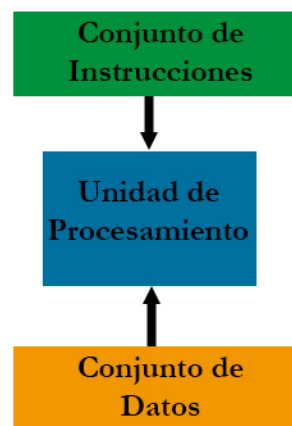 Conjunto de
Instrucciones
Unidad de
Procesamiento
Conjunto de
Datos